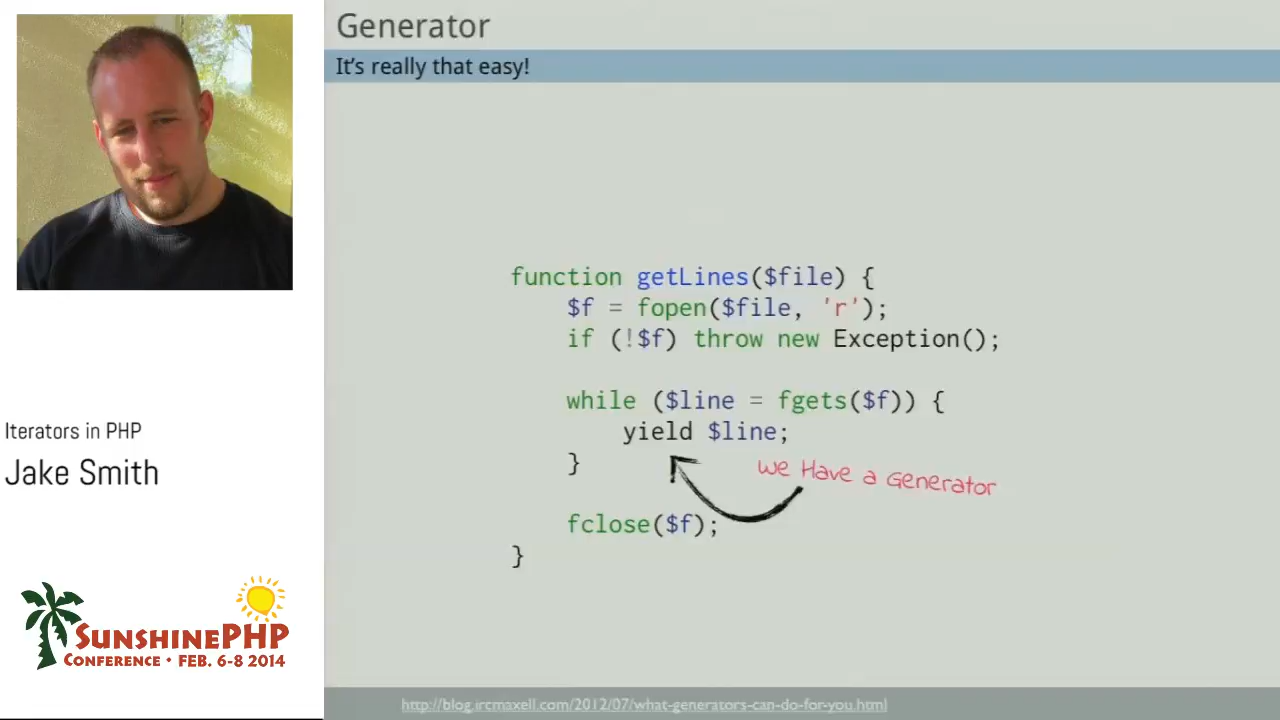 Generator
It's really that easy!
function getLines($file) {
$f = fopen($file, 'r');
if (!$f) throw new Exception();
while ($line = fgets($f)) {
yield $line;
}
We Have a Generator
fclose($f);
}
Iterators in PHP
Jake Smith
SunshinePHP
Conference • Feb. 6-8 2014
http://blog.ircmaxell.com/2012/07/what-generators-can-do-for-you.html